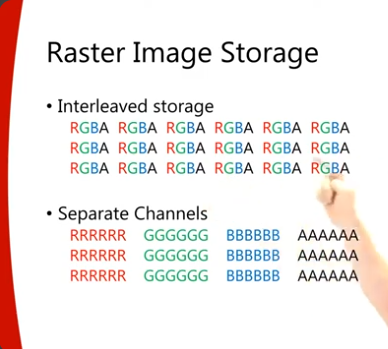 Raster Image Storage
• Interleaved storage
RGBA RGBA RGBA RGBA RGBA RGBA
RGBA RGBA RGBA RGBA RGBA RGBA
RGBA RGBA RGBA RGBA RGBA RGBA
• Separate Channels
RRRRRR GGGGGG BBBBBB AAAAAA
RRRRRR GGGGGG BBBBBB AAAAAA
RRRRRR GGGGGG BBBBBB AAAAAA